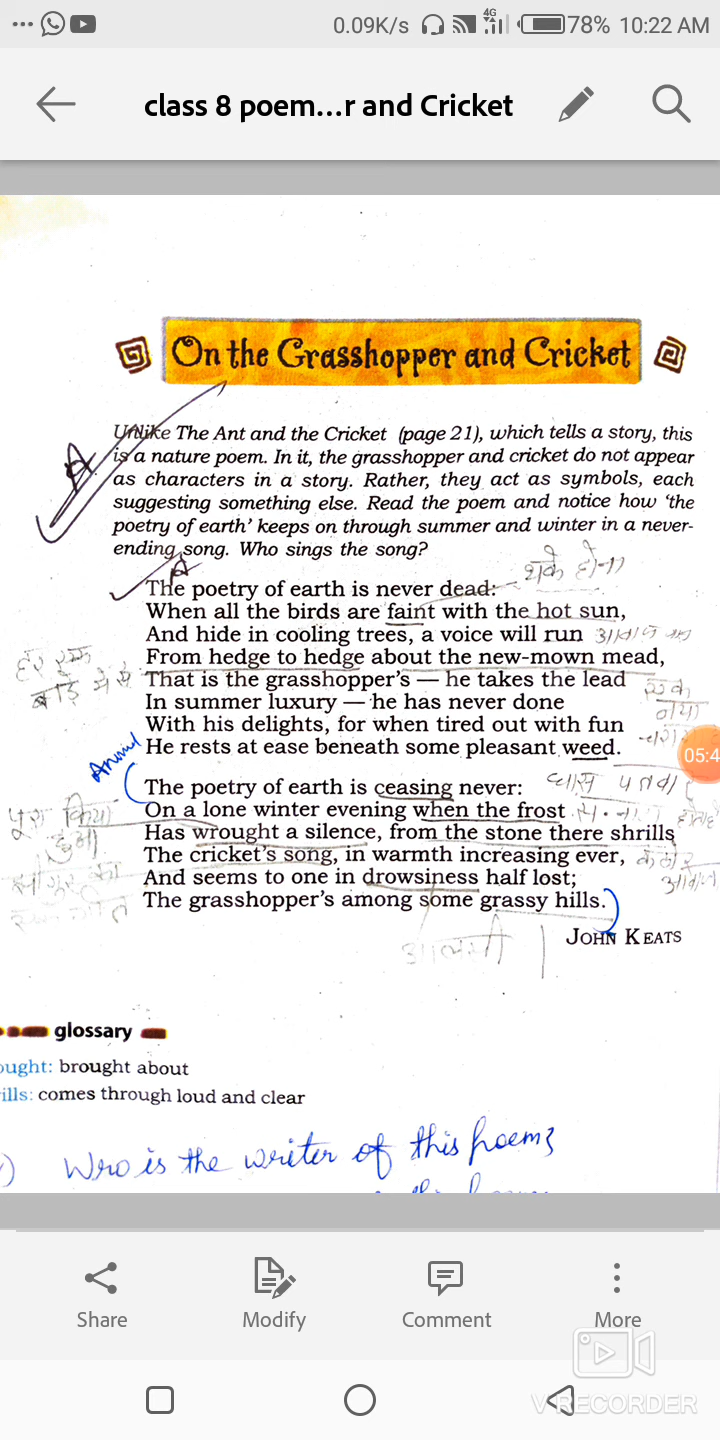 0.09K/s 4G 78% 10:22 AM
class 8 poem...r and Cricket
On the Grasshopper and Cricket
Unlike The Ant and the Cricket (page 21), which tells a story, this
is a nature poem. In it, the grasshopper and cricket do not appear
as characters in a story. Rather, they act as symbols, each
suggesting something else. Read the poem and notice how ‘the
poetry of earth’ keeps on through summer and winter in a never-
ending song. Who sings the song?
थके होना
The poetry of earth is never dead:
When all the birds are faint with the hot sun,
And hide in cooling trees, a voice will run
From hedge to hedge about the new-mown mead,
हर एक
That is the grasshopper’s — he takes the lead
In summer luxury — he has never done
With his delights, for when tired out with fun
He rests at ease beneath some pleasant weed.
05:4
The poetry of earth is ceasing never:
On a lone winter evening when the frost
पूरा किया
हुआ
Has wrought a silence, from the stone there shrills
The cricket’s song, in warmth increasing ever,
And seems to one in drowsiness half lost;
The grasshopper’s among some grassy hills.
आलसी
JOHN KEATS
glossary
ought: brought about
ills: comes through loud and clear
) Wro is the writer of this poem?
Share Modify Comment More
V RECORDER